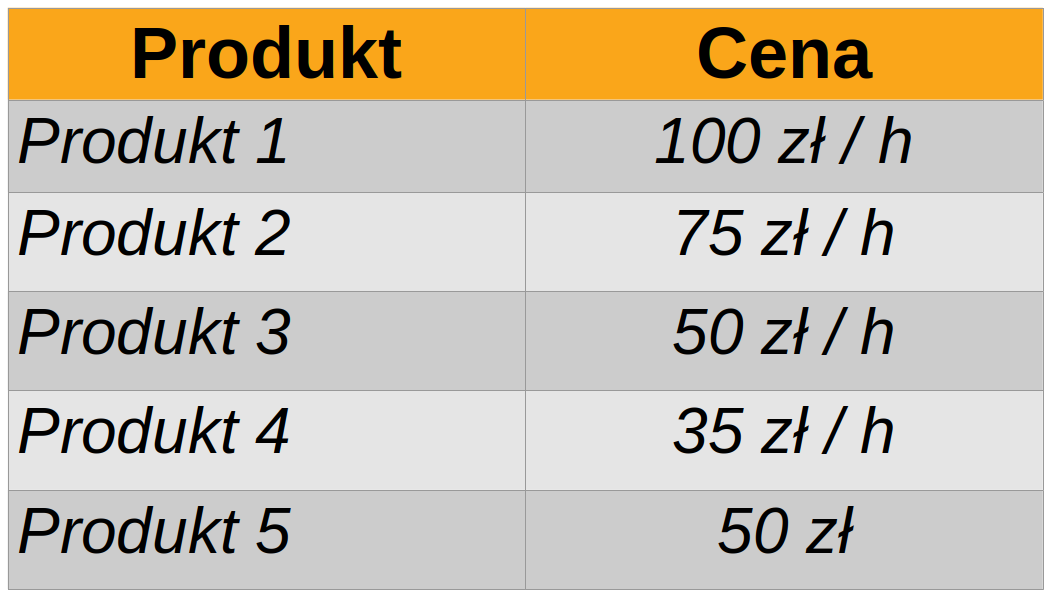 Produkt Cena
Produkt 1 100 zł / h
Produkt 2 75 zł / h
Produkt 3 50 zł / h
Produkt 4 35 zł / h
Produkt 5 50 zł